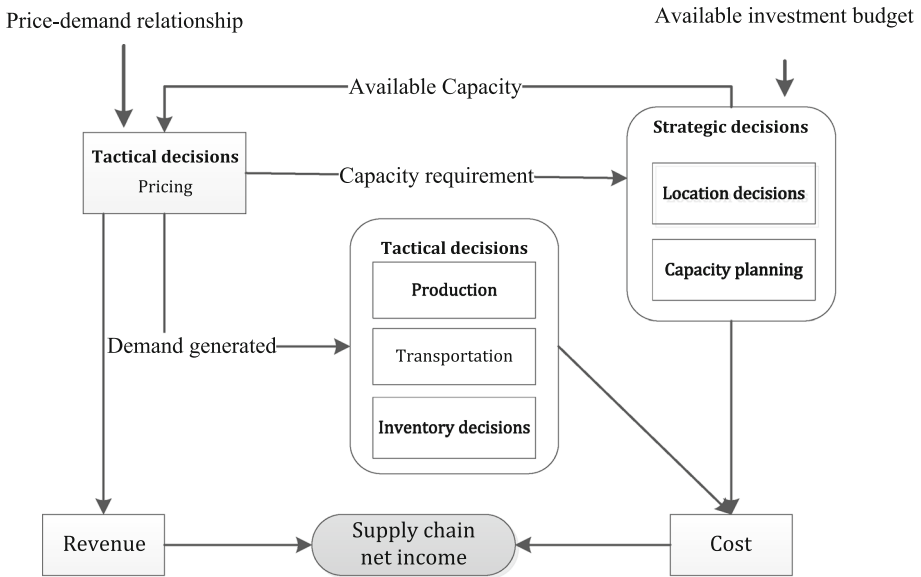 Price-demand relationship
Available investment budget
Available Capacity
Strategic decisions
Tactical decisions
Pricing
Capacity requirement
Location decisions
Tactical decisions
Capacity planning
Production
Demand generated
Transportation
Inventory decisions
Revenue
Supply chain
net income
Cost